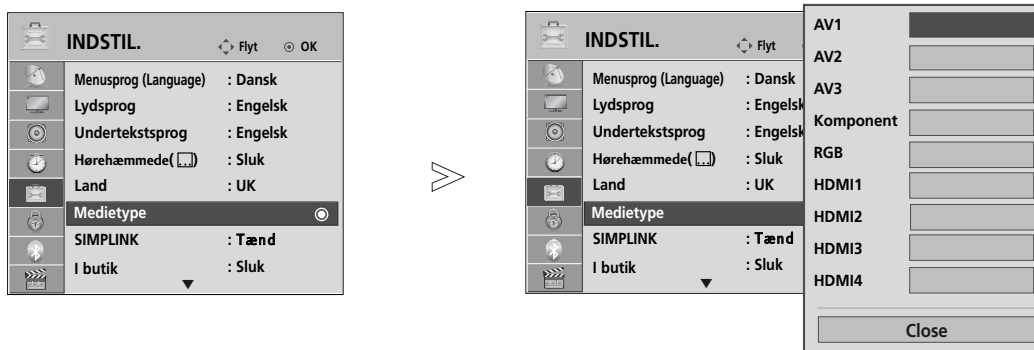 INDSTIL.
Flyt OK
Menusprog (Language) : Dansk
Lydsprog : Engelsk
Undertekstsprog : Engelsk
Hørehæmmede( ) : Sluk
Land : UK
Medietype
SIMPLINK : Tænd
I butik : Sluk
INDSTIL.
Flyt
Menusprog (Language) : Dansk
Lydsprog : Engelsk
Undertekstsprog : Engelsk
Hørehæmmede( ) : Sluk
Land : UK
Medietype
SIMPLINK : Tænd
I butik : Sluk
AV1
AV2
AV3
Komponent
RGB
HDMI1
HDMI2
HDMI3
HDMI4
Close